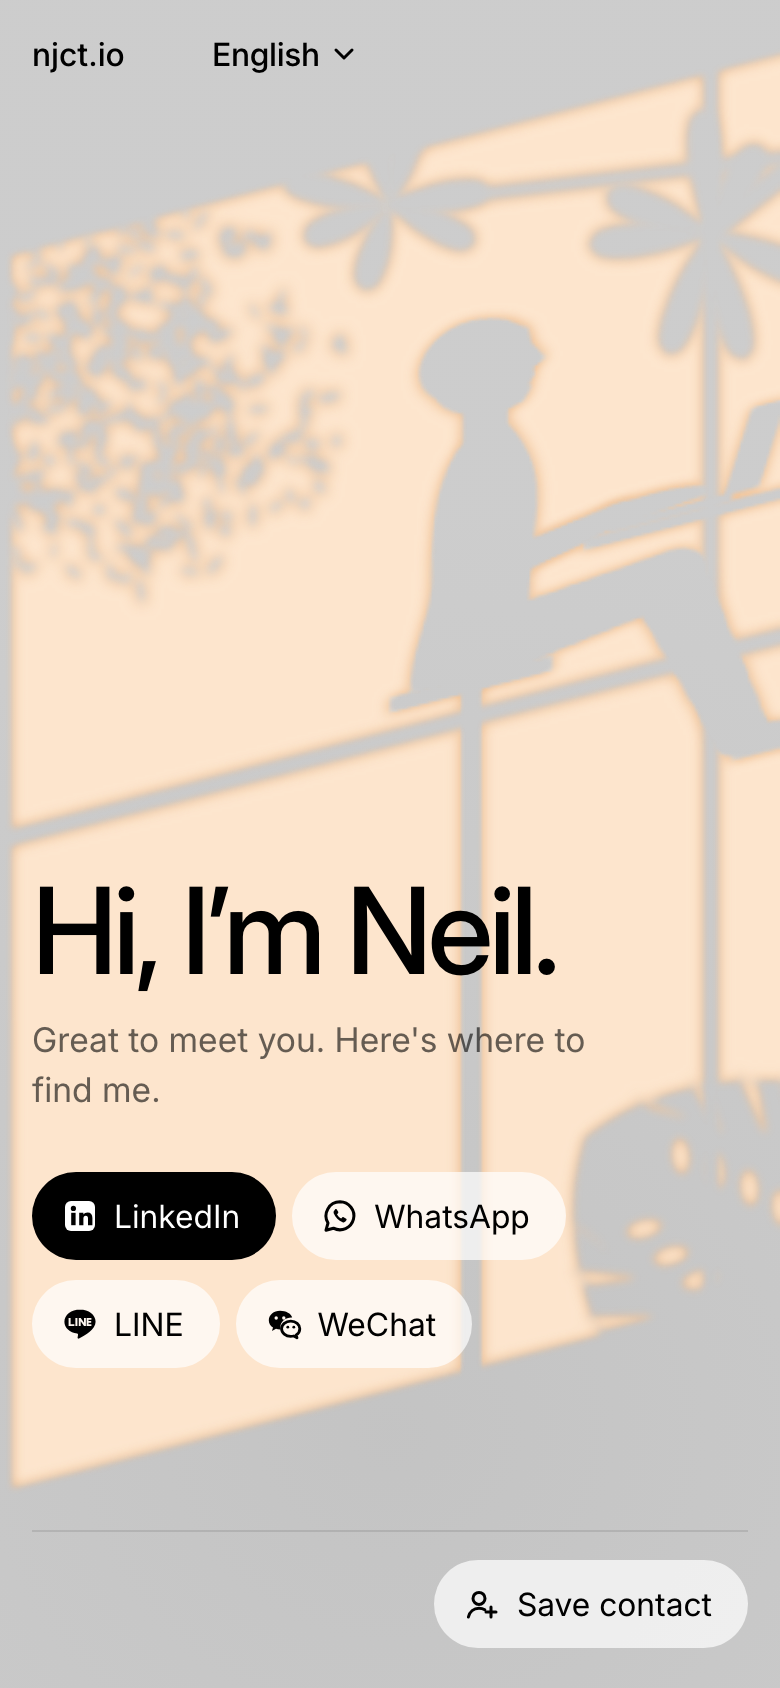 njct.io
English
Hi, I’m Neil.
Great to meet you. Here's where to
find me.
LinkedIn
WhatsApp
LINE LINE
WeChat
Save contact